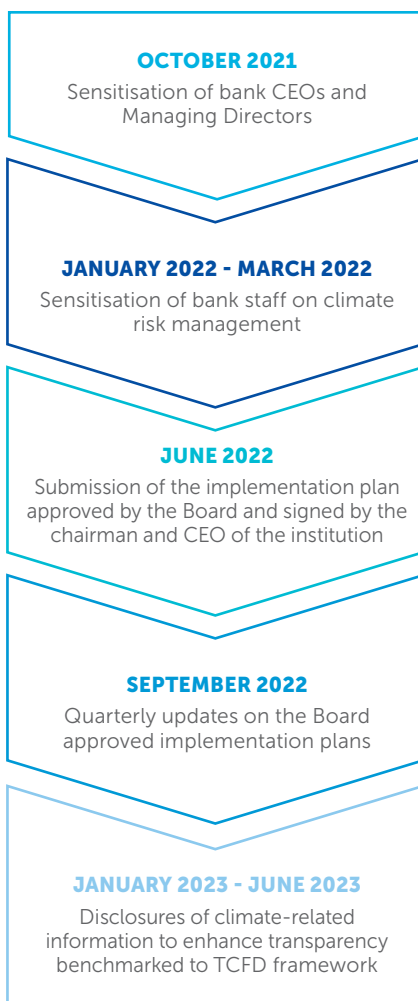 OCTOBER 2021
Sensitisation of bank CEOs and
Managing Directors
JANUARY 2022 - MARCH 2022
Sensitisation of bank staff on climate
risk management
JUNE 2022
Submission of the implementation plan
approved by the Board and signed by the
chairman and CEO of the institution
SEPTEMBER 2022
Quarterly updates on the Board
approved implementation plans
JANUARY 2023 - JUNE 2023
Disclosures of climate-related
information to enhance transparency
benchmarked to TCFD framework